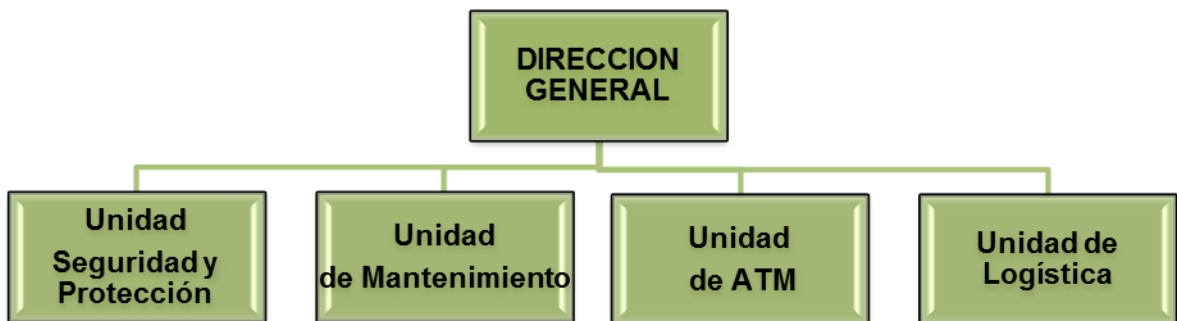 DIRECCION
GENERAL
Unidad
Seguridad y
Protección
Unidad
de Mantenimiento
Unidad
de ATM
Unidad de
Logística